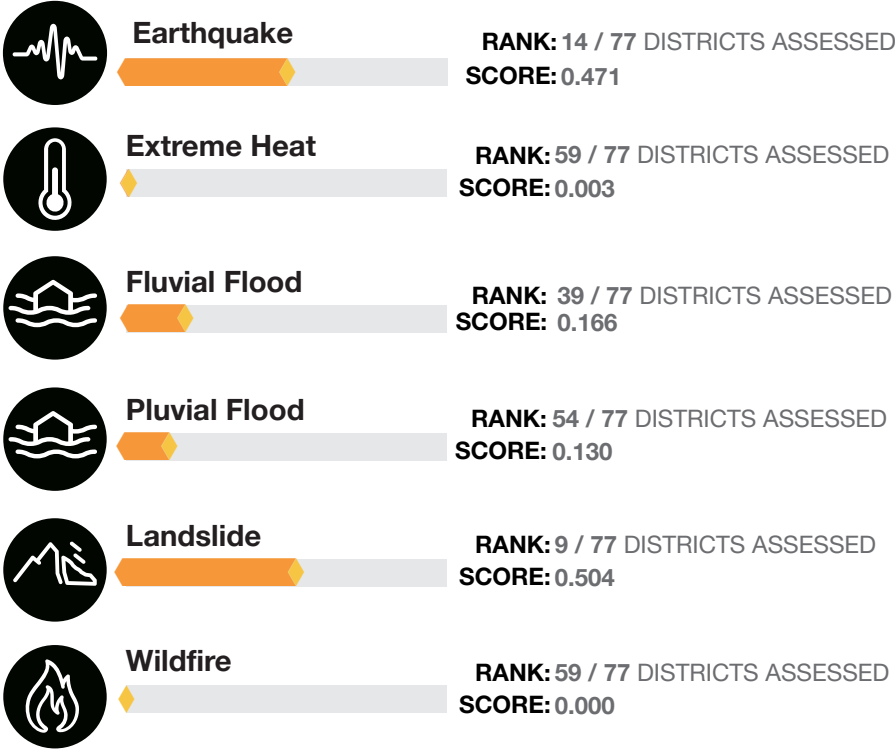 Earthquake
RANK: 14 / 77 DISTRICTS ASSESSED
SCORE: 0.471
Extreme Heat
RANK: 59 / 77 DISTRICTS ASSESSED
SCORE: 0.003
Fluvial Flood
RANK: 39 / 77 DISTRICTS ASSESSED
SCORE: 0.166
Pluvial Flood
RANK: 54 / 77 DISTRICTS ASSESSED
SCORE: 0.130
Landslide
RANK: 9 / 77 DISTRICTS ASSESSED
SCORE: 0.504
Wildfire
RANK: 59 / 77 DISTRICTS ASSESSED
SCORE: 0.000